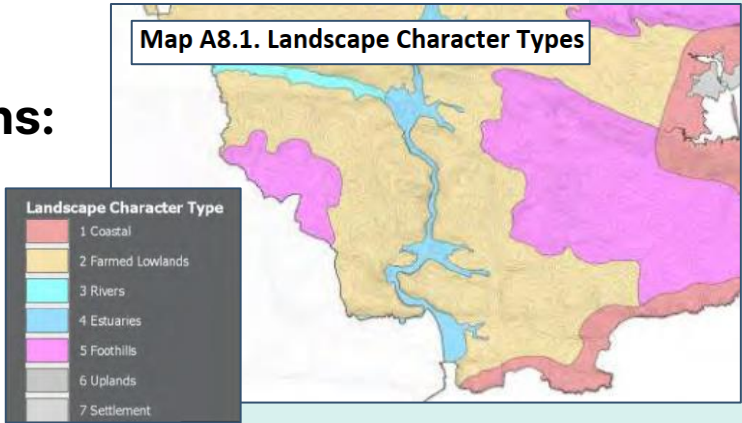 Map A8.1. Landscape Character Types
ns:
Landscape Character Type
1 Coastal
2 Farmed Lowlands
3 Rivers
4 Estuaries
5 Foothills
6 Uplands
7 Settlement